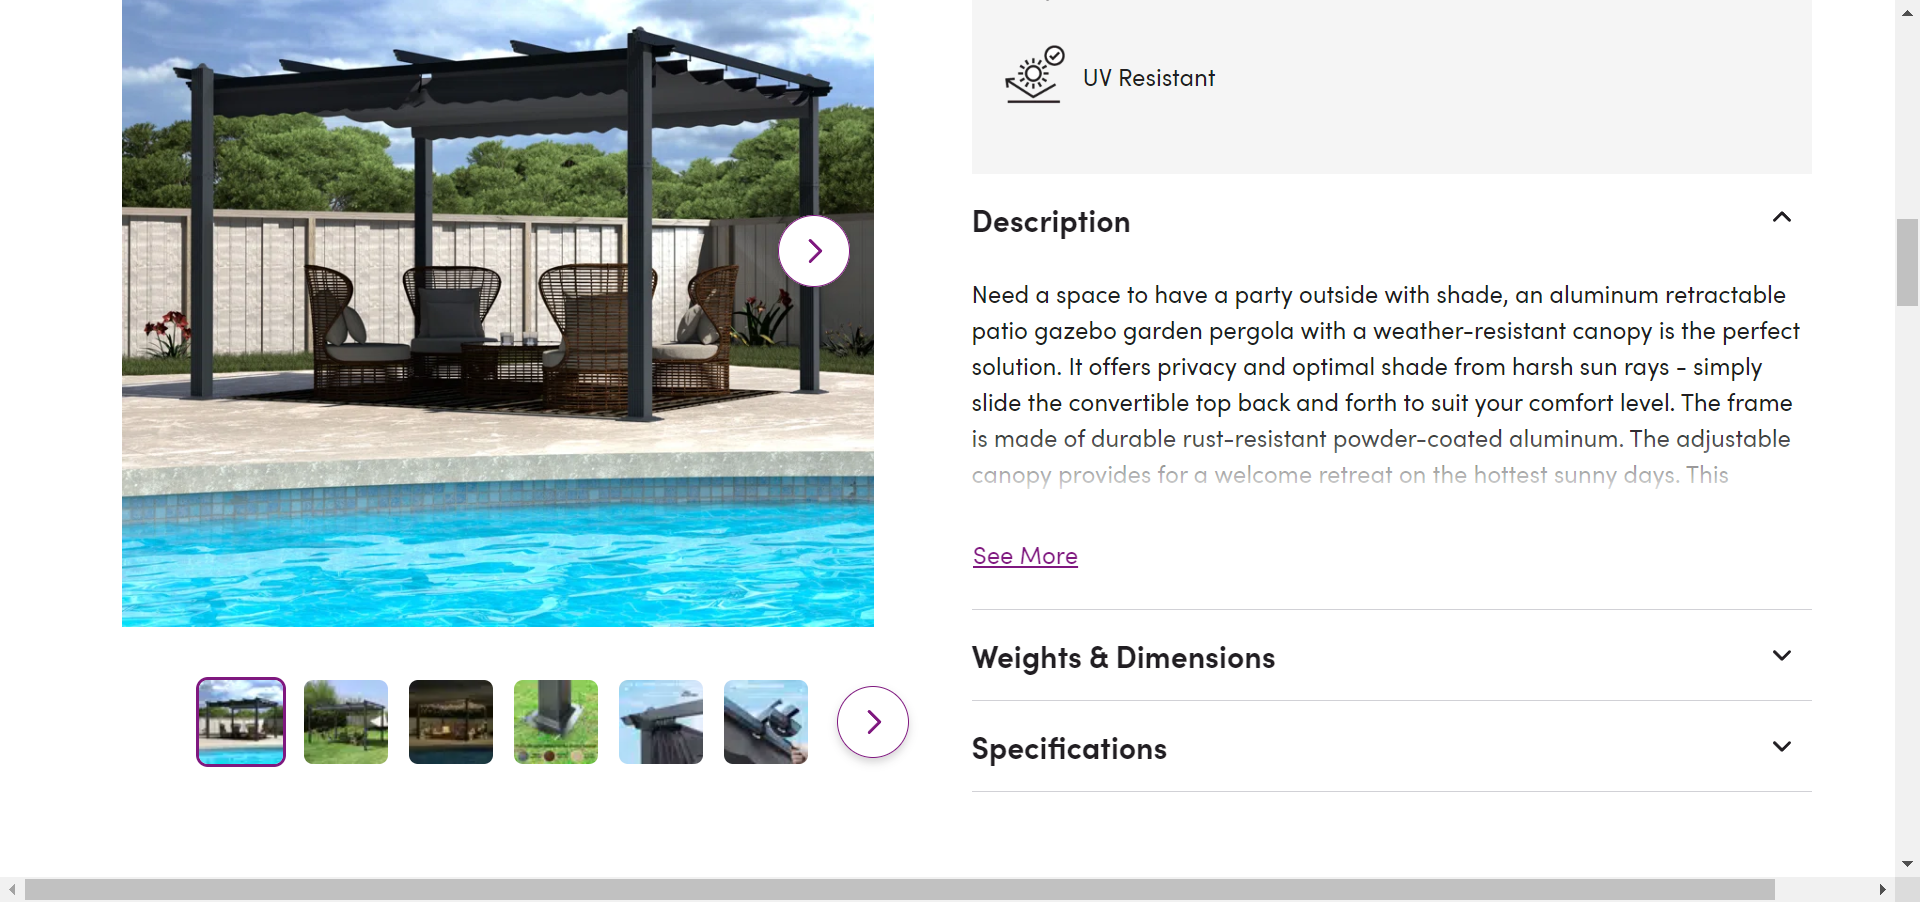 UV Resistant
Description
Need a space to have a party outside with shade, an aluminum retractable
patio gazebo garden pergola with a weather-resistant canopy is the perfect
solution. It offers privacy and optimal shade from harsh sun rays - simply
slide the convertible top back and forth to suit your comfort level. The frame
is made of durable rust-resistant powder-coated aluminum. The adjustable
canopy provides for a welcome retreat on the hottest sunny days. This
See More
Weights & Dimensions
Specifications